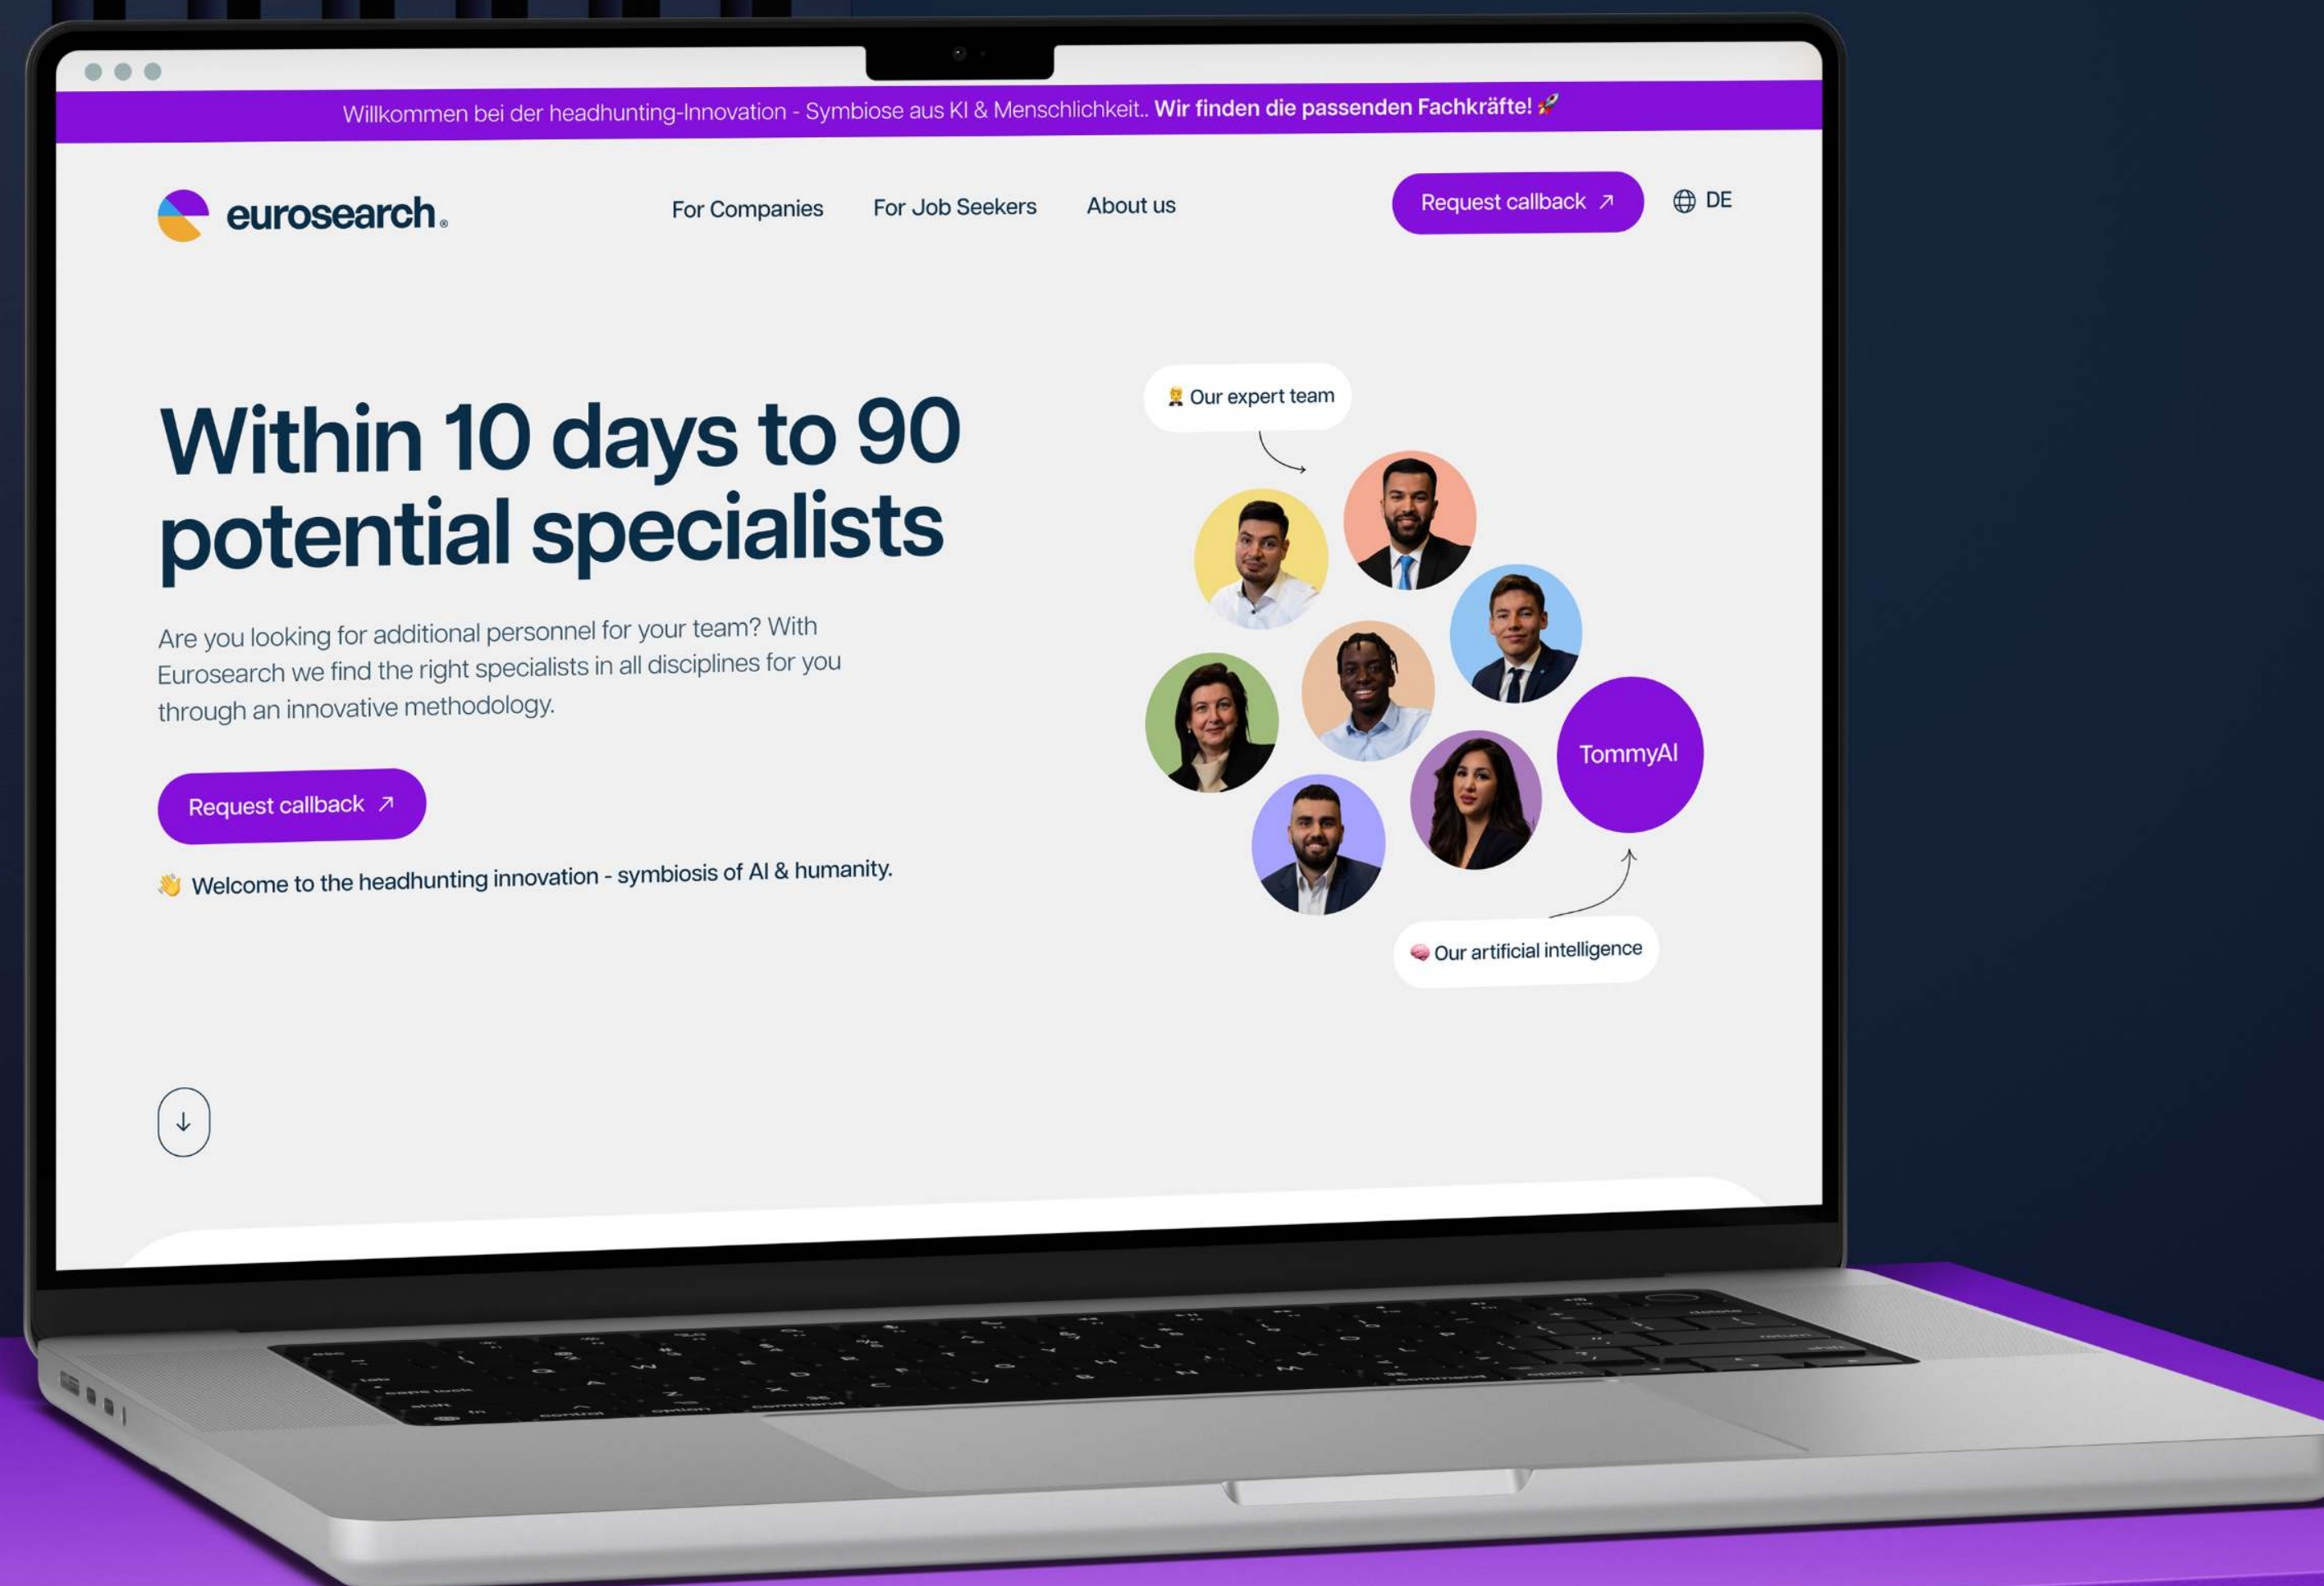 Willkommen bei der headhunting-Innovation - Symbiose aus KI & Menschlichkeit.. Wir finden die passenden Fachkräfte! 🚀
eurosearch.®
For Companies
For Job Seekers
About us
Request callback ↗
DE
Within 10 days to 90
potential specialists
Are you looking for additional personnel for your team? With
Eurosearch we find the right specialists in all disciplines for you
through an innovative methodology.
Request callback ↗
👋 Welcome to the headhunting innovation - symbiosis of AI & humanity.
Our expert team
TommyAI
🧠 Our artificial intelligence